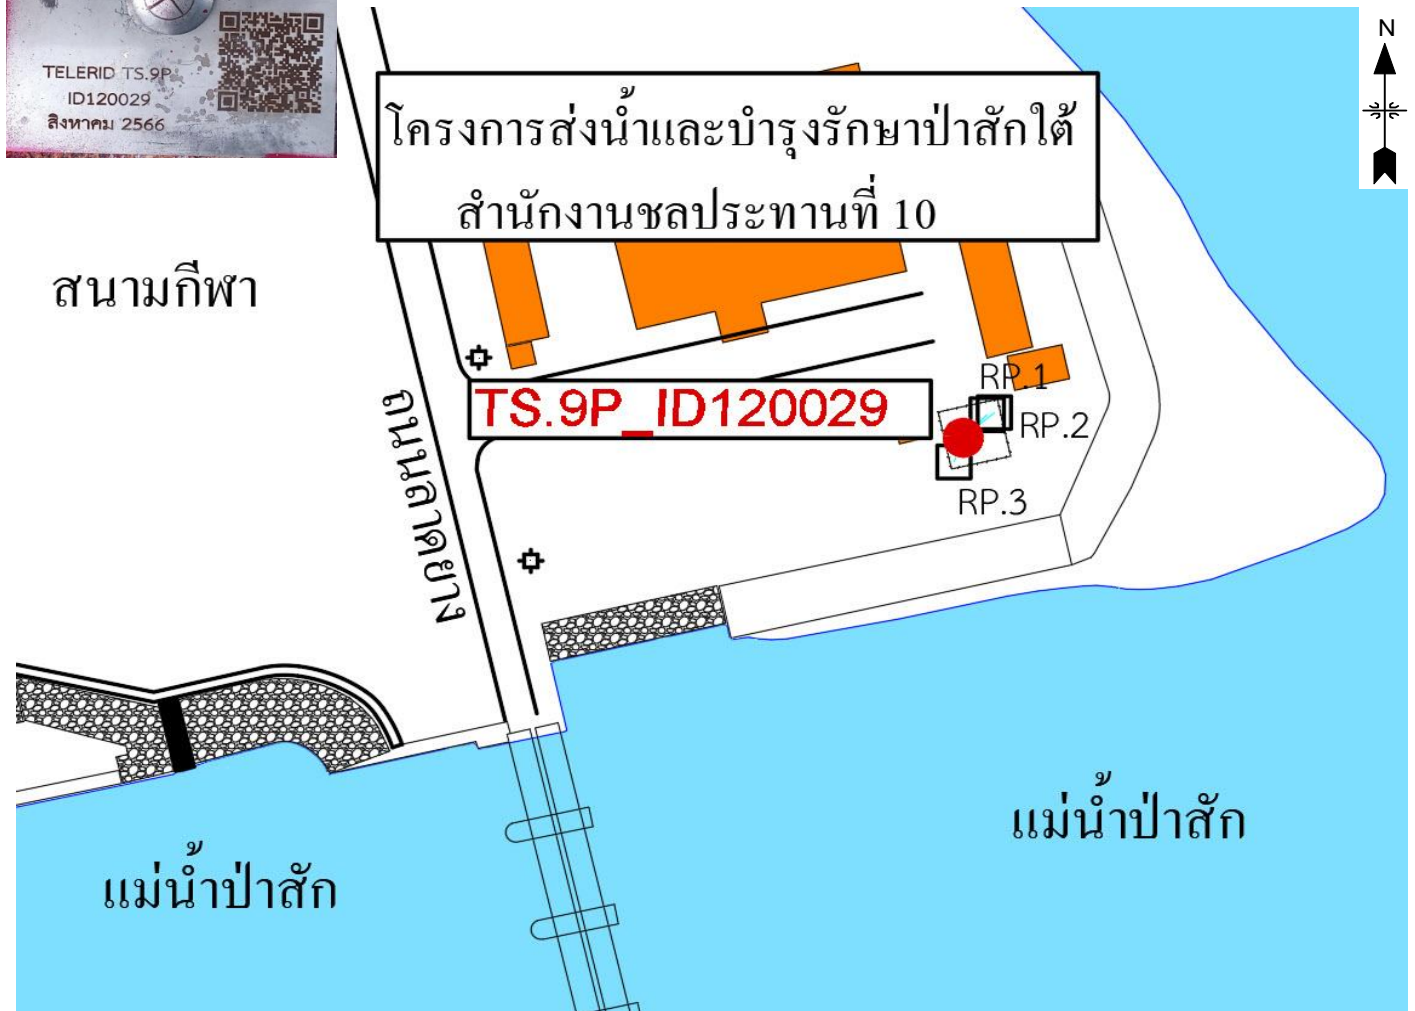 TELERID TS.9P
ID120029
สิงหาคม 2566
N
โครงการส่งน้ำและบำรุงรักษาป่าสักใต้
สำนักงานชลประทานที่ 10
สนามกีฬา
RP.1
TS.9P_ID120029
RP.2
ถนนลาดยาง
RP.3
แม่น้ำป่าสัก
แม่น้ำป่าสัก